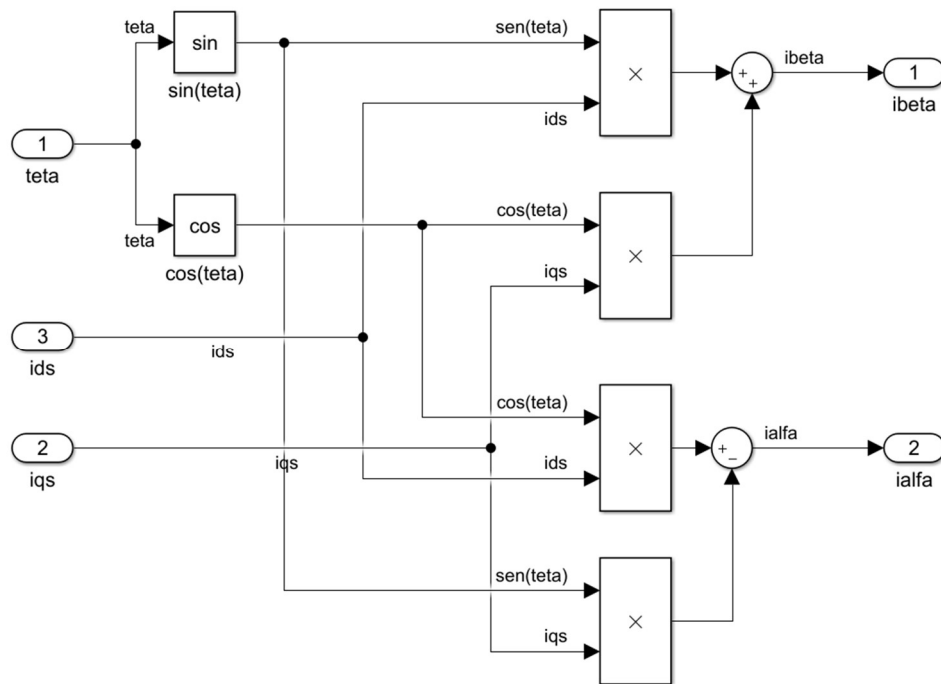 teta
sin
sin(teta)
sen(teta)
×
ids
+
+
ibeta
1
ibeta
1
teta
teta
cos
cos(teta)
cos(teta)
×
iqs
3
ids
ids
cos(teta)
×
ids
+
−
ialfa
2
ialfa
2
iqs
iqs
sen(teta)
×
iqs